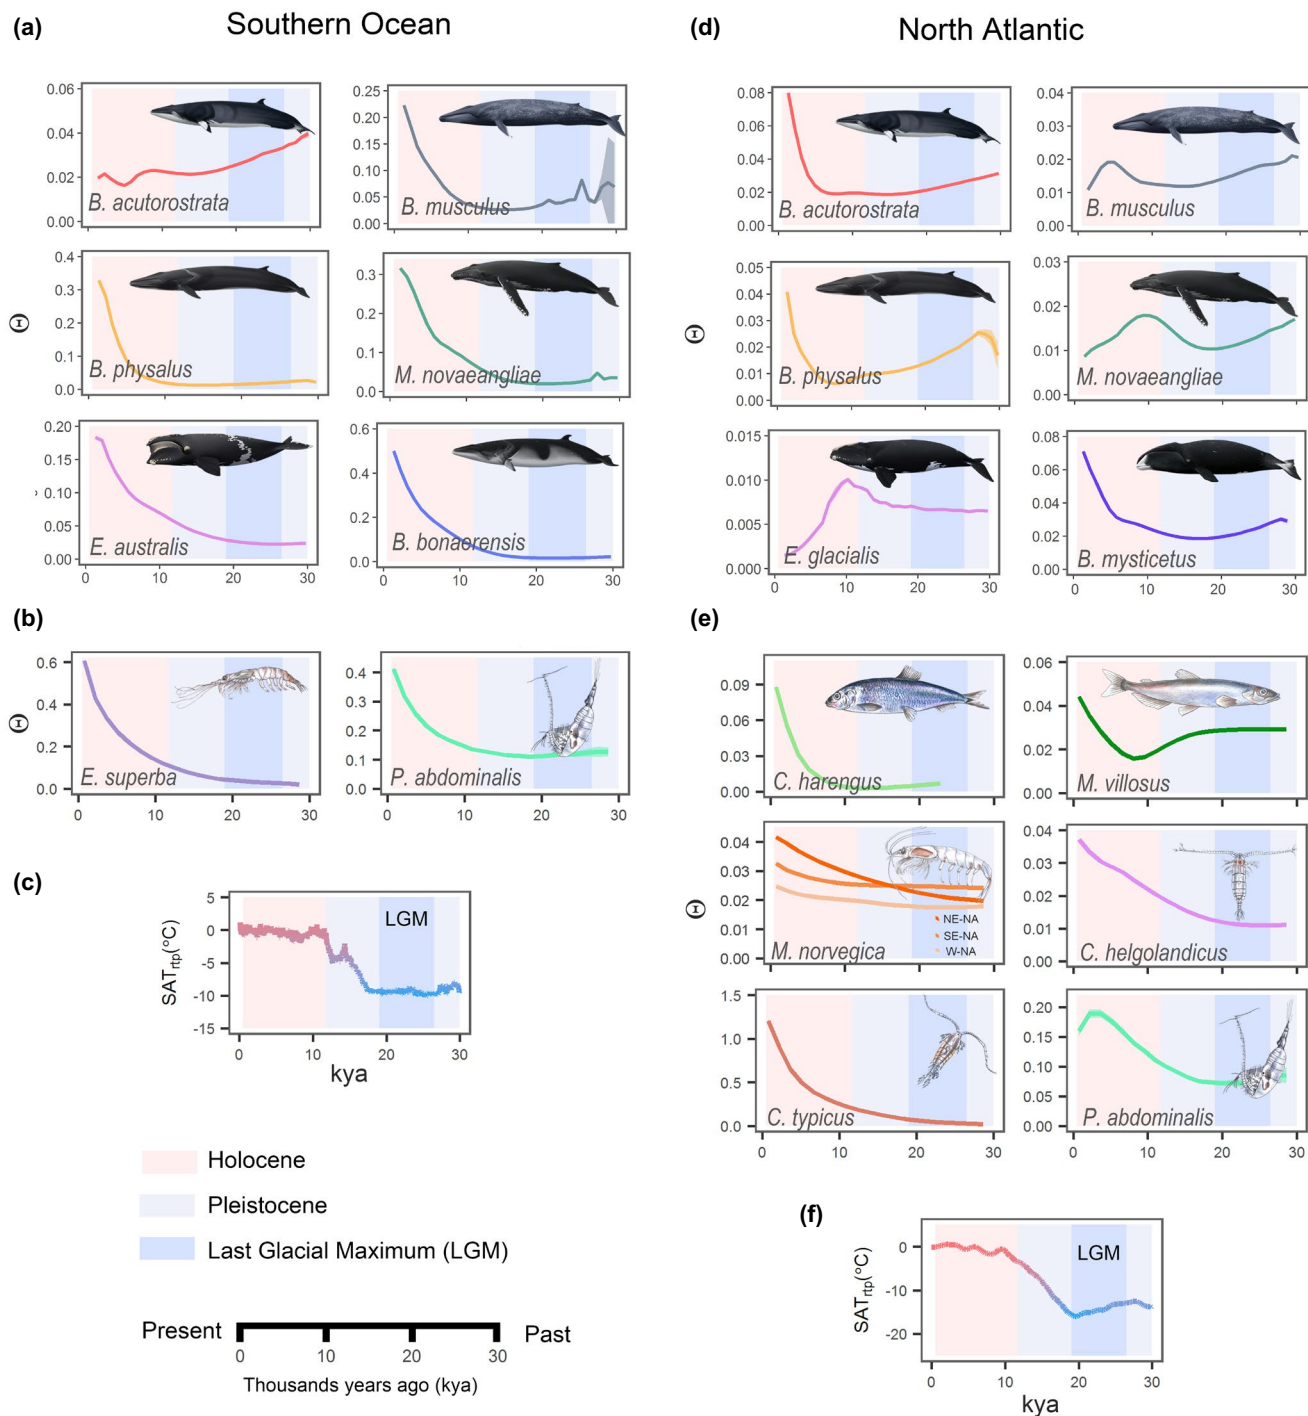 (a) Southern Ocean
0.06
0.04
0.02
0.00
B. acutorostrata
0.25
0.20
0.15
0.10
0.05
0.00
B. musculus
Θ
0.4
0.3
0.2
0.1
0.0
B. physalus
0.3
0.2
0.1
0.0
M. novaeangliae
0.20
0.15
0.10
0.05
0.00
E. australis
0 10 20 30
0.6
0.4
0.2
0.0
B. bonaerensis
0 10 20 30
(b)
Θ
0.6
0.4
0.2
0.0
E. superba
0 10 20 30
0.4
0.3
0.2
0.1
0.0
P. abdominalis
0 10 20 30
(c)
SATrtp(°C)
5
0
-5
-10
-15
LGM
0 10 20 30
kya
Holocene
Pleistocene
Last Glacial Maximum (LGM)
Present Past
0 10 20 30
Thousands years ago (kya)
(d) North Atlantic
0.08
0.06
0.04
0.02
0.00
B. acutorostrata
0.04
0.03
0.02
0.01
0.00
B. musculus
Θ
0.05
0.04
0.03
0.02
0.01
0.00
B. physalus
0.03
0.02
0.01
0.00
M. novaeangliae
0.015
0.010
0.005
0.000
E. glacialis
0 10 20 30
0.08
0.06
0.04
0.02
0.00
B. mysticetus
0 10 20 30
(e)
0.09
0.06
0.03
0.00
C. harengus
0 10 20 30
0.06
0.04
0.02
0.00
M. villosus
0 10 20 30
Θ
0.04
0.03
0.02
0.01
0.00
NE-NA
SE-NA
W-NA
M. norvegica
0.04
0.03
0.02
0.01
0.00
C. helgolandicus
1.5
1.0
0.5
0.0
C. typicus
0 10 20 30
0.20
0.15
0.10
0.05
0.00
P. abdominalis
0 10 20 30
(f)
SATrtp(°C)
0
-10
-20
LGM
0 10 20 30
kya